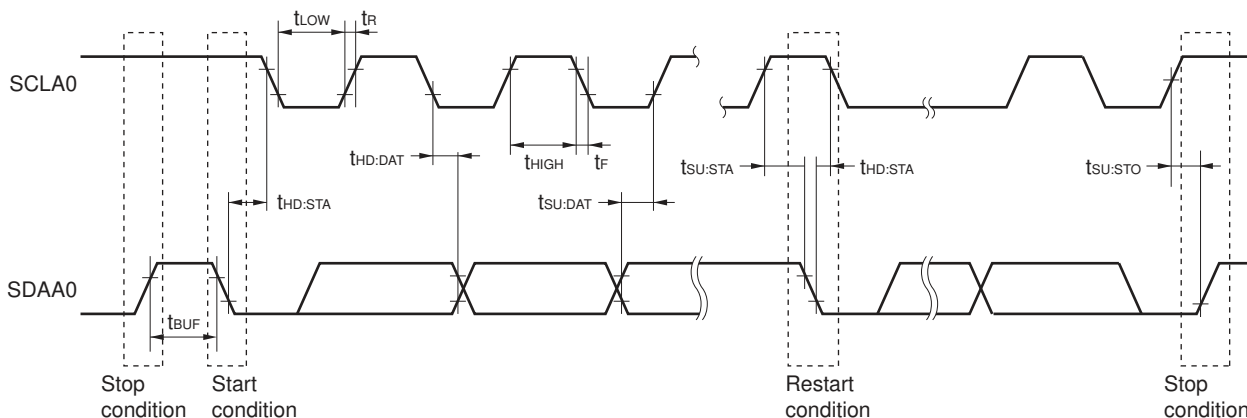 tLOW tR
SCLA0
tHD:DAT tHIGH tF tSU:STA tHD:STA tSU:STO
tHD:STA tSU:DAT
SDAA0
tBUF
Stop condition
Start condition
Restart condition
Stop condition